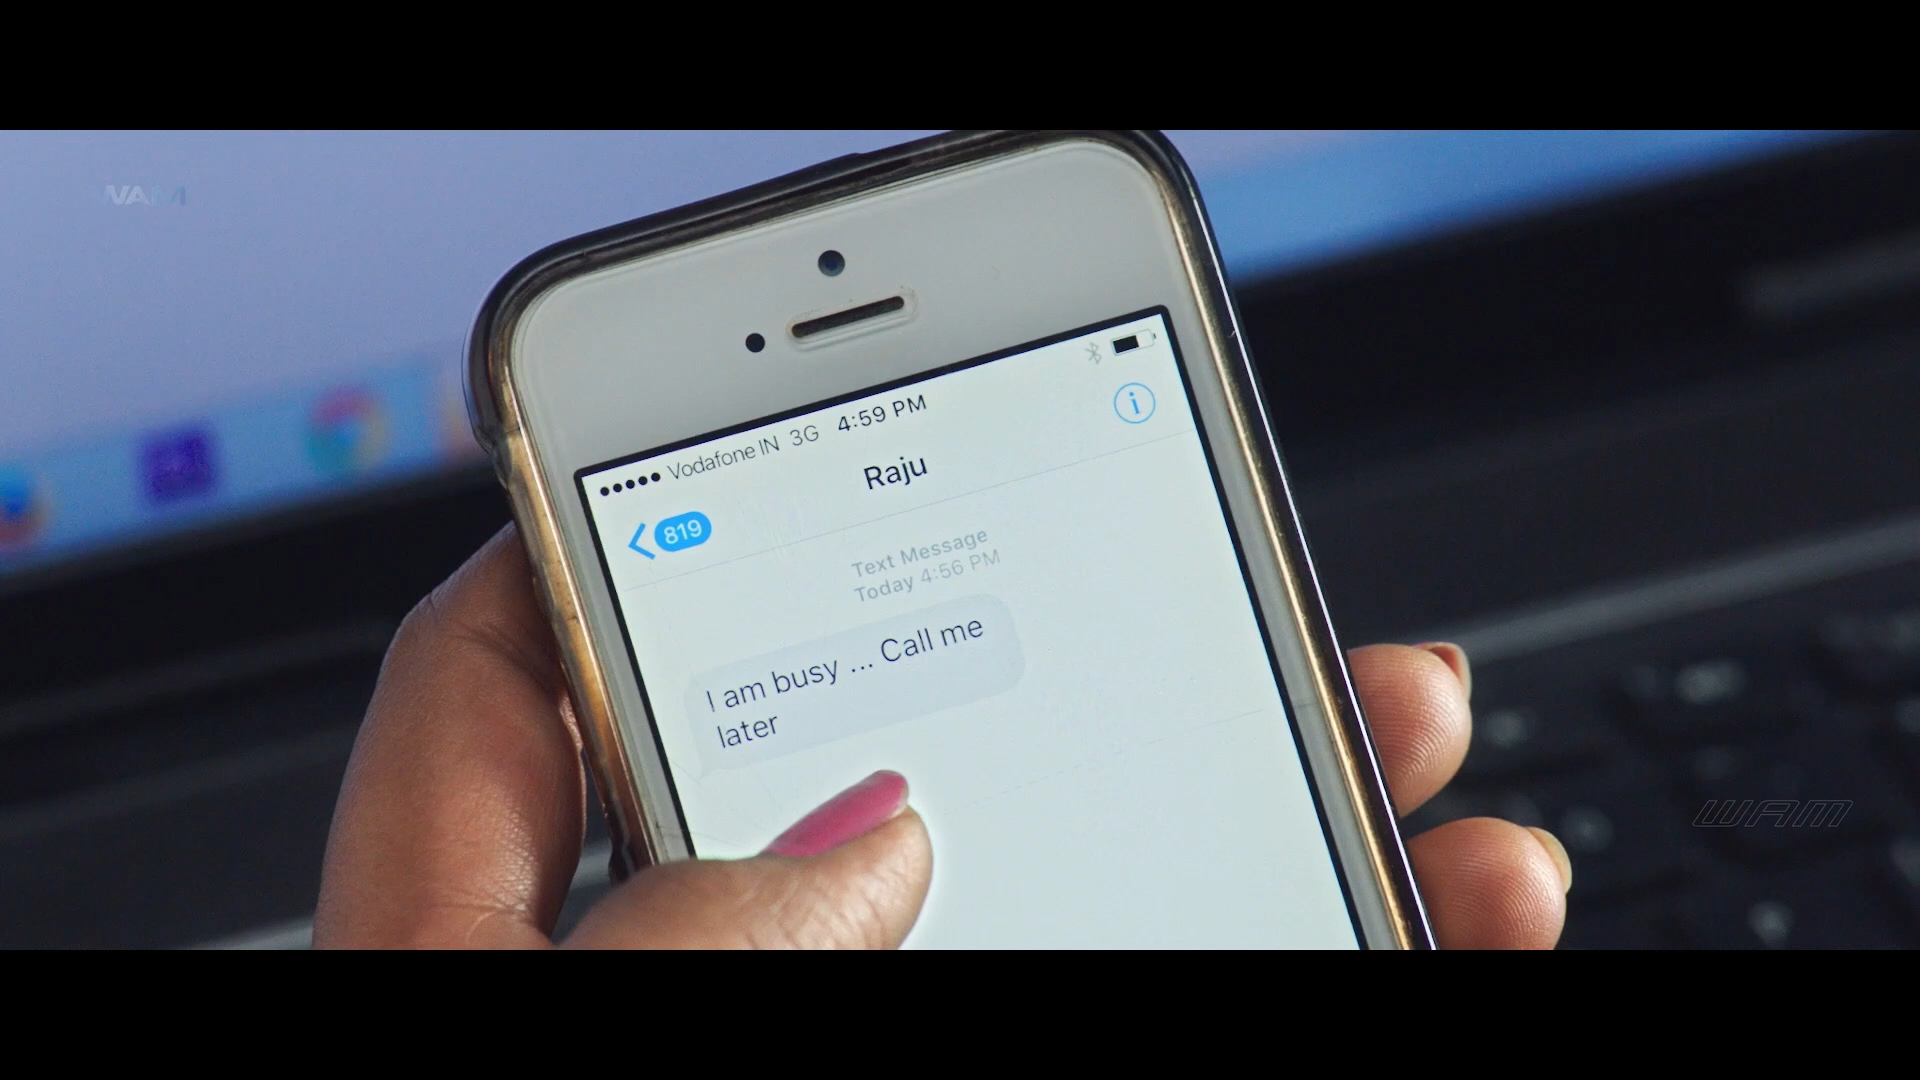 WAM
Vodafone IN 3G 4:59 PM
819
Raju
Text Message
Today 4:56 PM
I am busy ... Call me
later
WAM